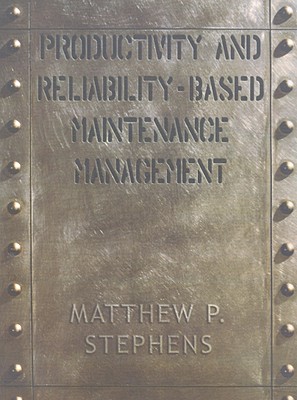 PRODUCTIVITY AND
RELIABILITY-BASED
MAINTENANCE
MANAGEMENT
MATTHEW P.
STEPHENS